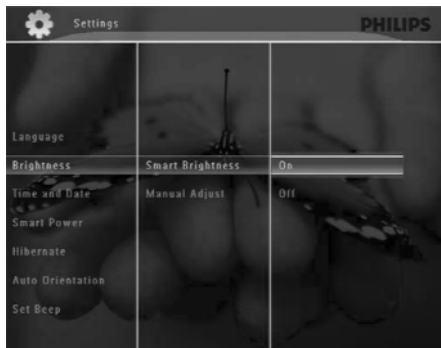 Settings
PHILIPS
Language
Brightness Smart Brightness On
Time and Date Manual Adjust Off
Smart Power
Hibernate
Auto Orientation
Set Beep